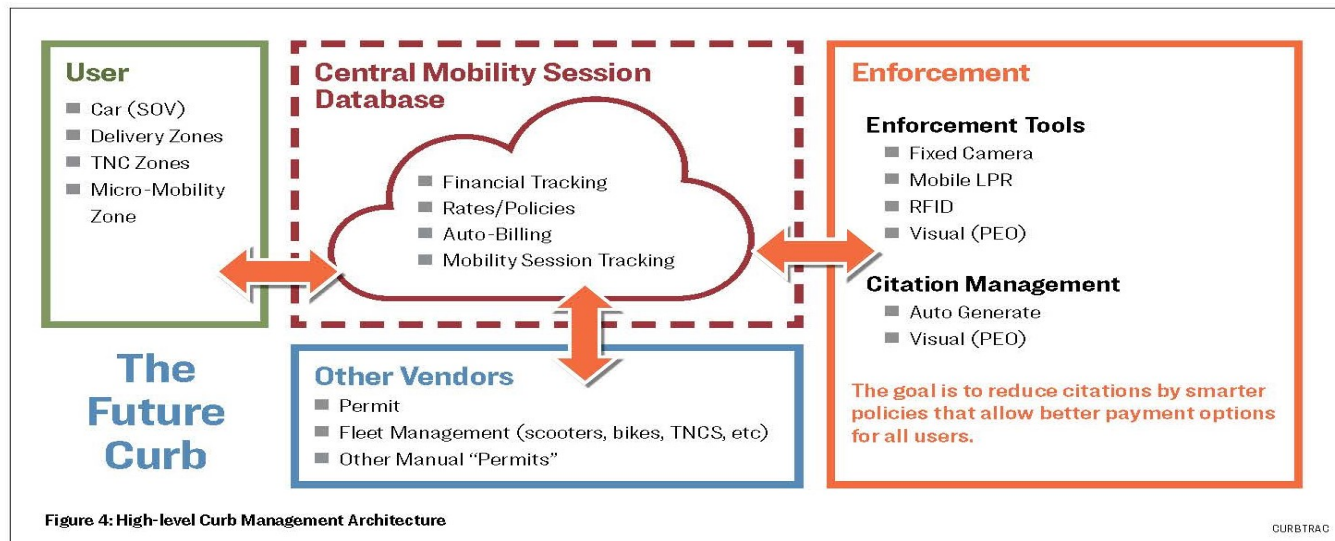 User
Car (SOV)
Delivery Zones
TNC Zones
Micro-Mobility
Zone
Central Mobility Session
Database
Financial Tracking
Rates/Policies
Auto-Billing
Mobility Session Tracking
Enforcement
Enforcement Tools
Fixed Camera
Mobile LPR
RFID
Visual (PEO)
Citation Management
Auto Generate
Visual (PEO)
The goal is to reduce citations by smarter
policies that allow better payment options
for all users.
The
Future
Curb
Other Vendors
Permit
Fleet Management (scooters, bikes, TNCS, etc)
Other Manual “Permits”
Figure 4: High-level Curb Management Architecture
CURBTRAC